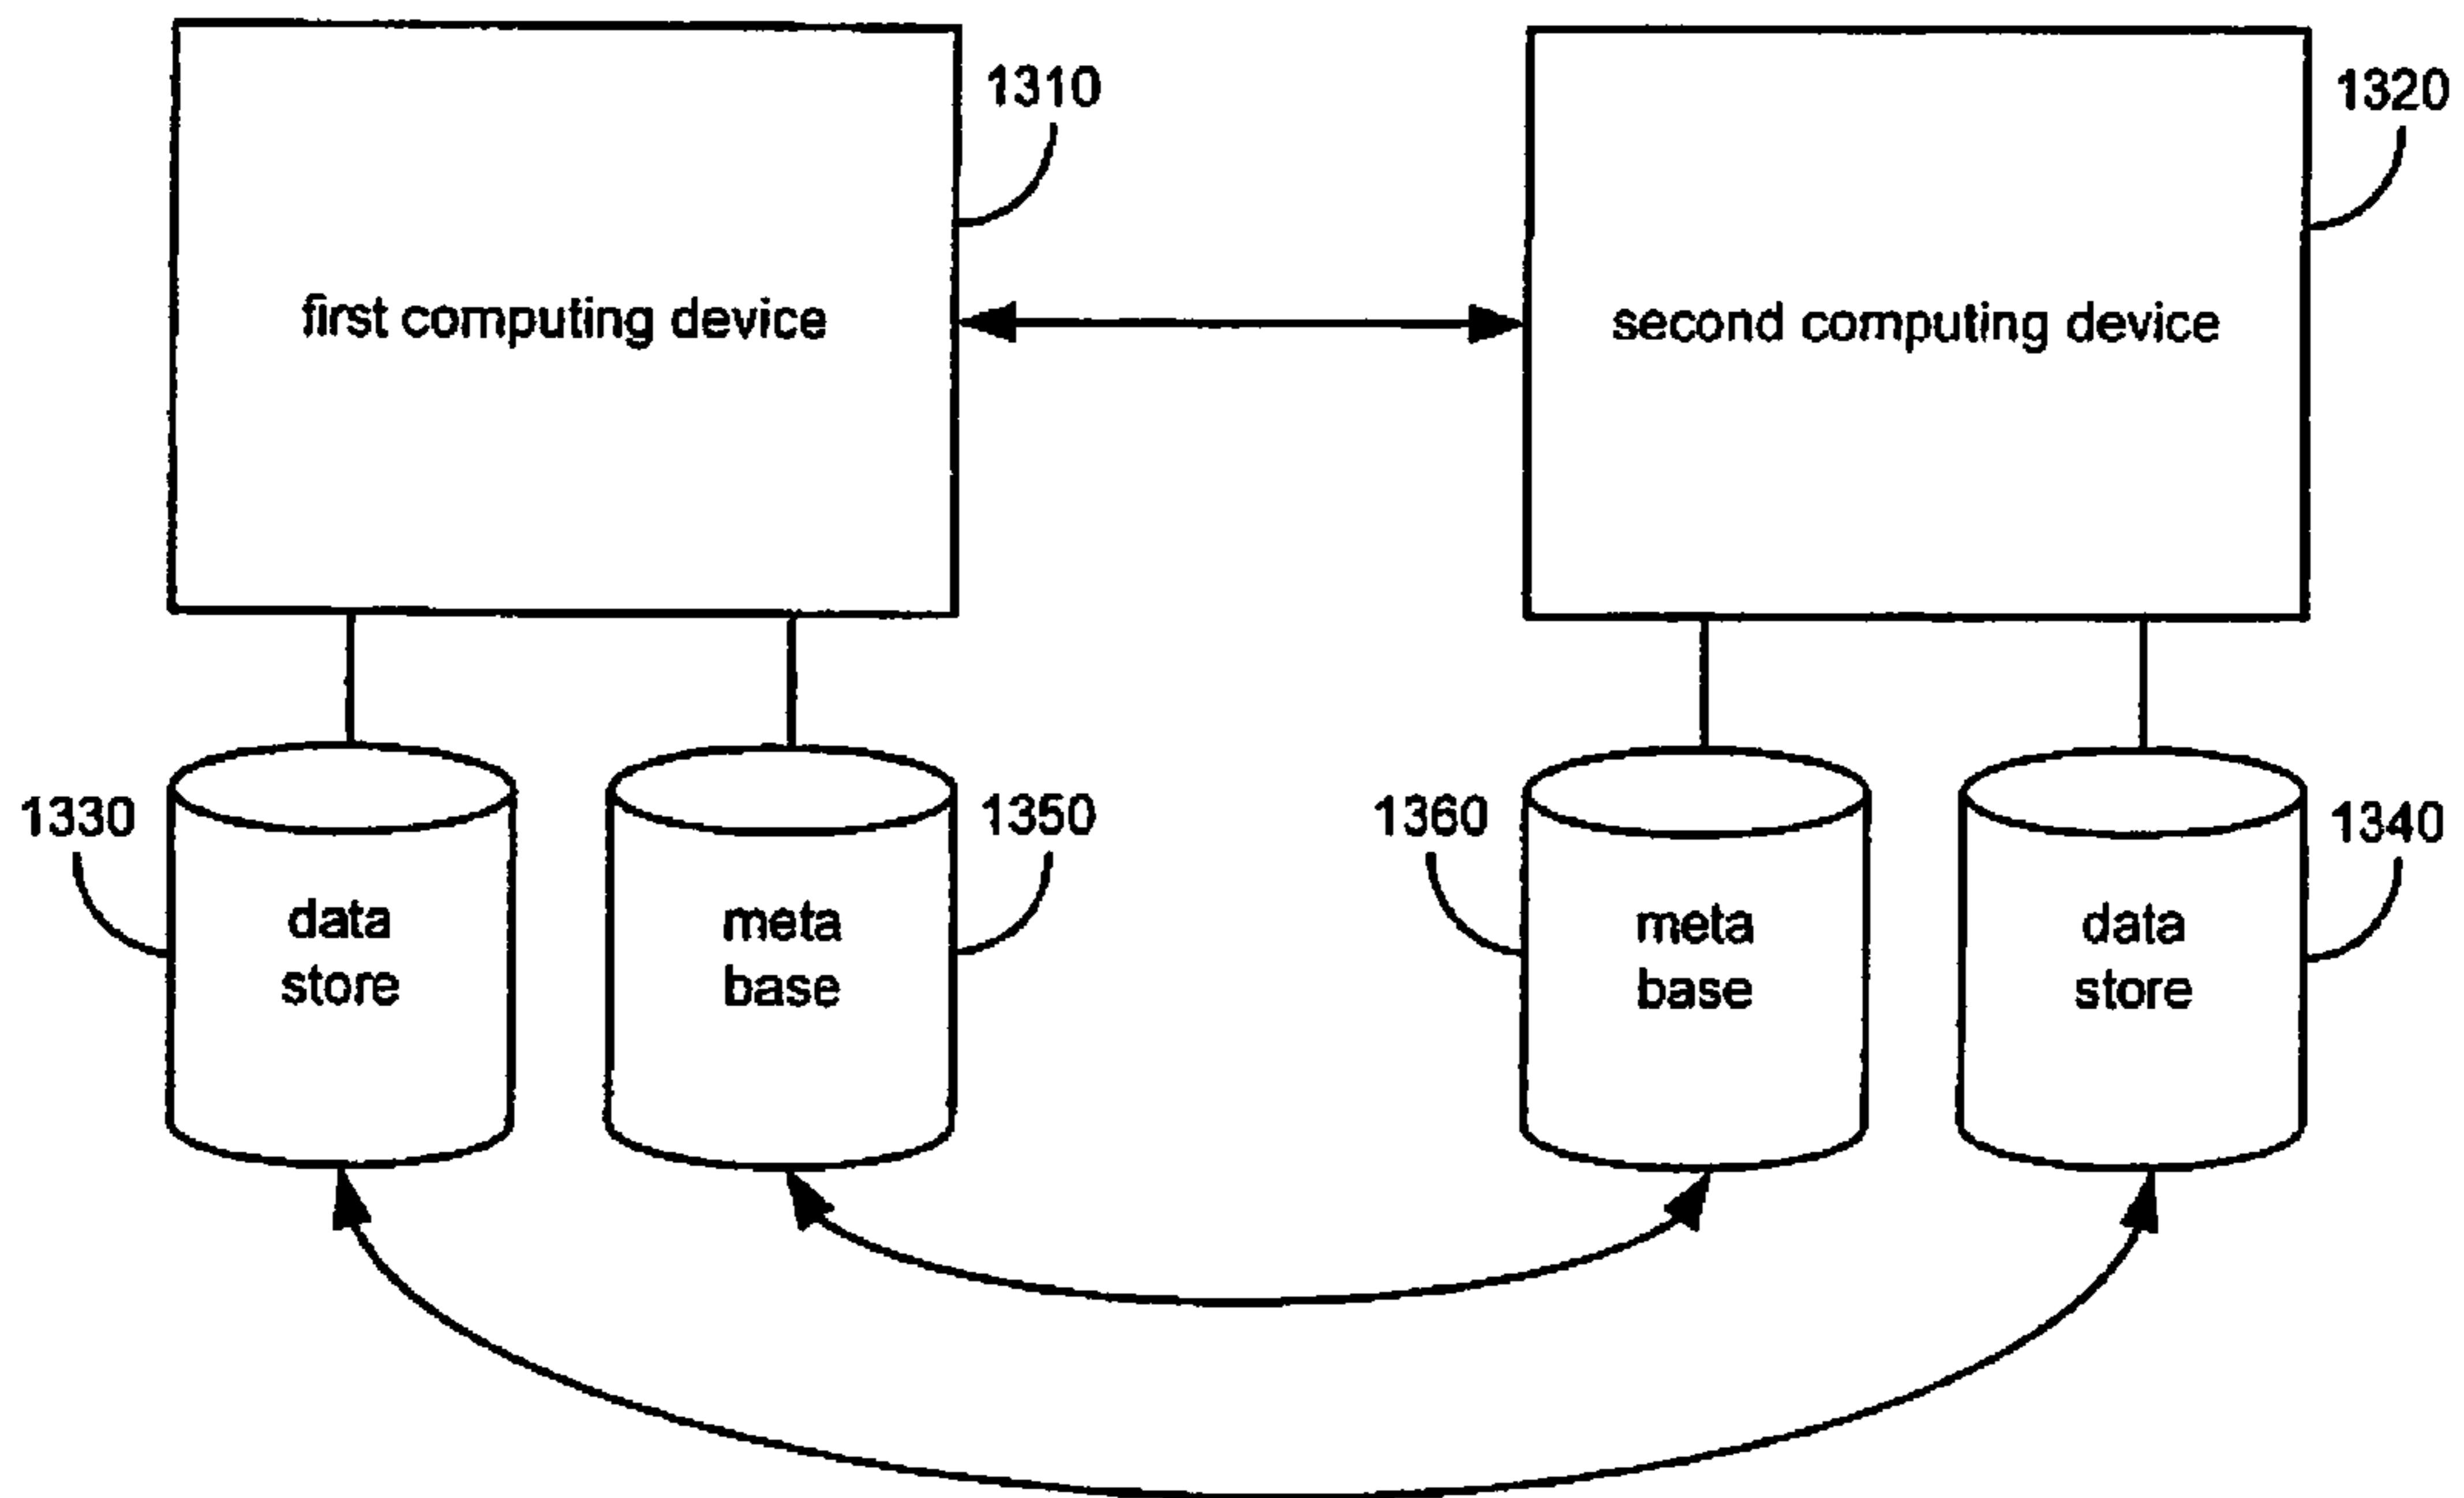 1310
1320
first computing device
second computing device
1330
1350
1360
1340
data
store
meta
base
meta
base
data
store